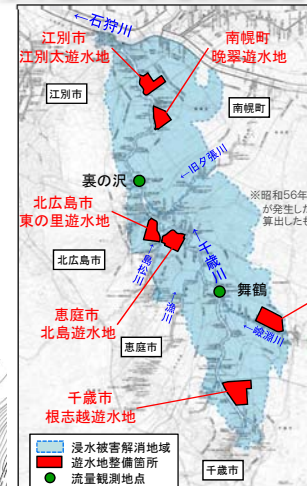 ←石狩川
江別市
江別太遊水地
南幌町
晩翠遊水地
江別市
南幌町
←旧夕張川
裏の沢
※昭和56年
が発生した
算出したも
北広島市
東の里遊水地
←千歳川
←島松川
北広島市
舞鶴
←漁川
恵庭市
北島遊水地
←嶮淵川
恵庭市
千歳市
根志越遊水地
浸水被害解消地域
遊水地整備箇所
流量観測地点
千歳市